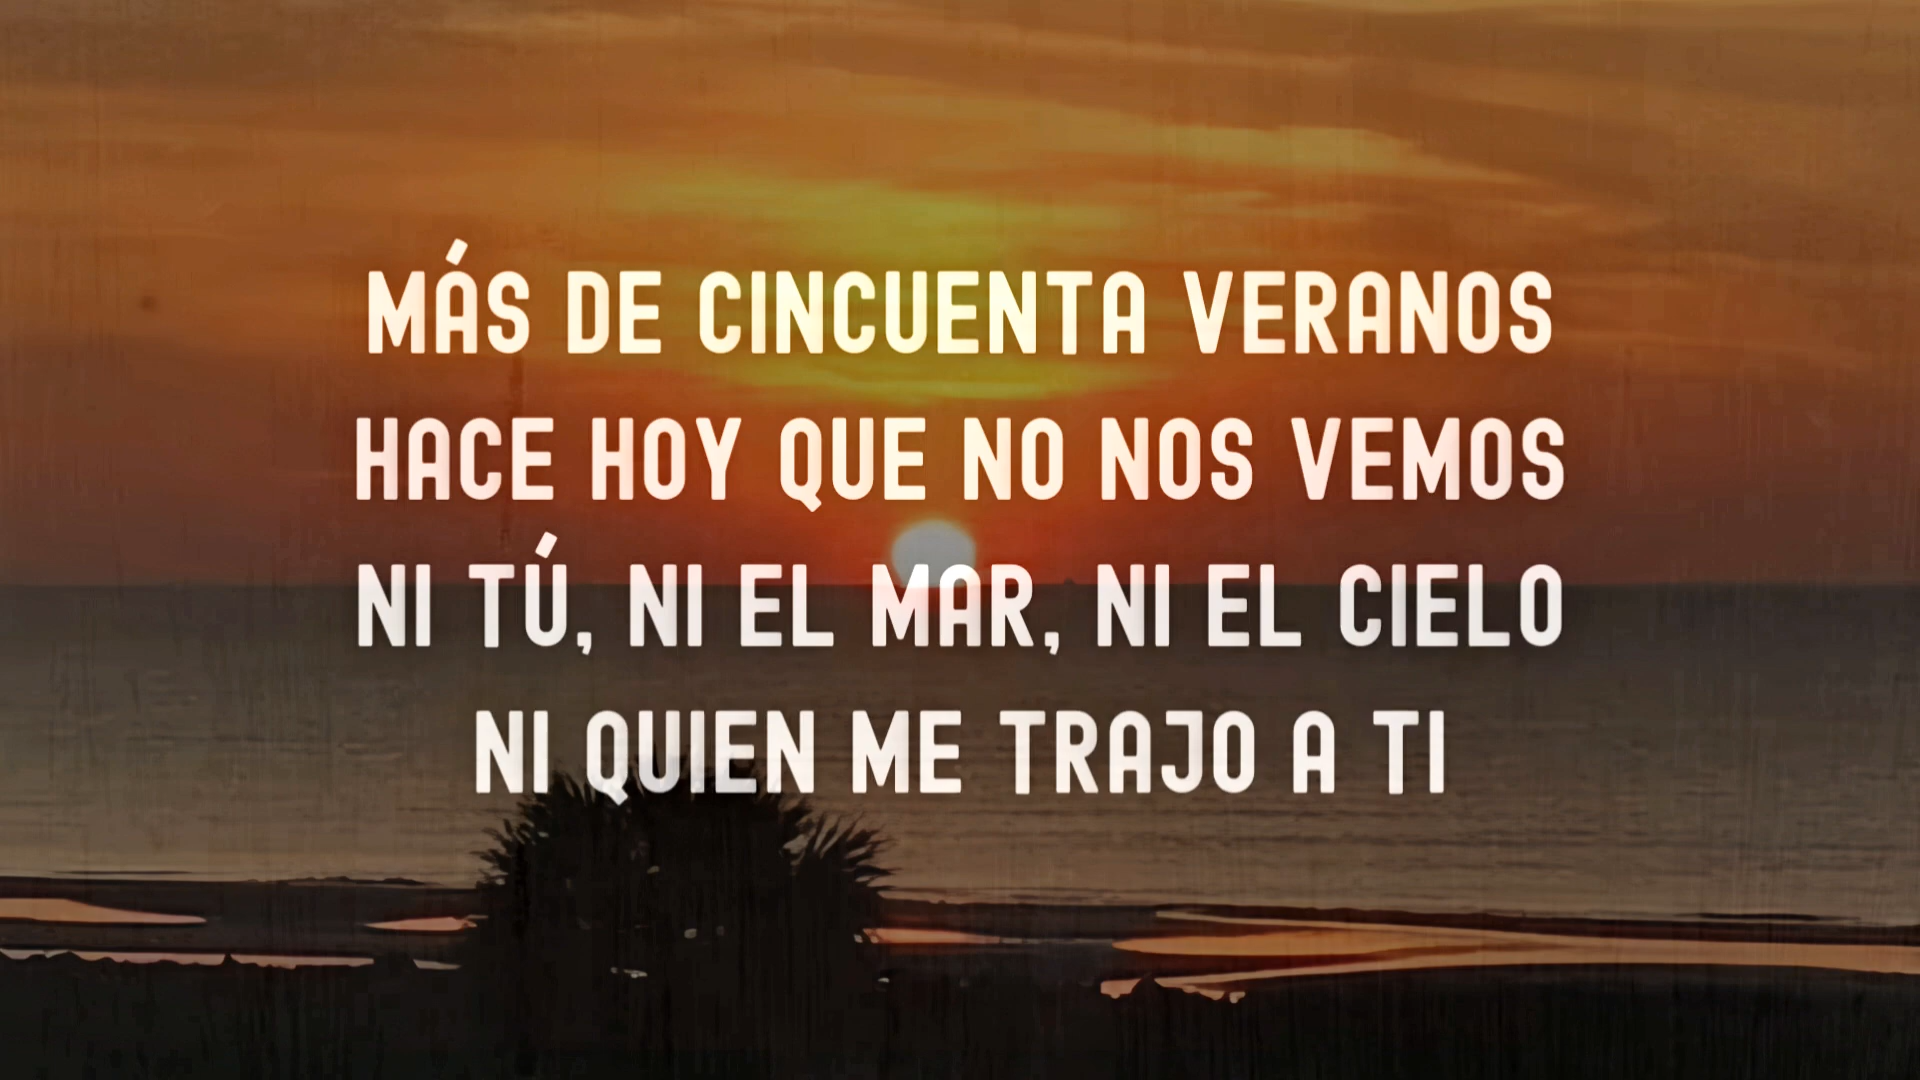 MÁS DE CINCUENTA VERANOS
HACE HOY QUE NO NOS VEMOS
NI TÚ, NI EL MAR, NI EL CIELO
NI QUIEN ME TRAJO A TI